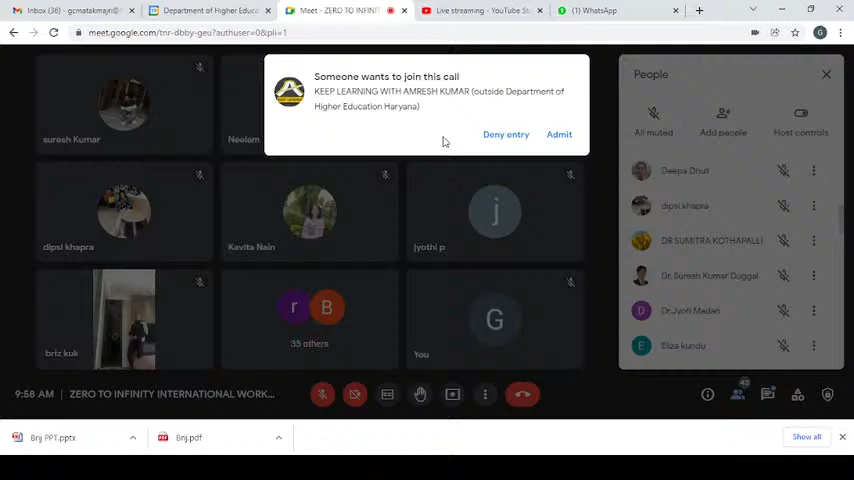 Inbox (36) - gcmatakmajri@
Department of Higher Educa
Meet - ZERO TO INFINIT
Live streaming - YouTube St
(1) WhatsApp
meet.google.com/tnr-dbby-geu?authuser=0&pli=1
G
Someone wants to join this call
KEEP LEARNING WITH AMRESH KUMAR (outside Department of
Higher Education Haryana)
Deny entry
Admit
suresh Kumar
Neelam
dipsi khapra
Kavita Nain
j
jyothi p
briz kuk
r B
35 others
G
You
People
All muted
Add people
Host controls
Deepa Dhull
dipsi khapra
DR SUMITRA KOTHAPALLI
Dr. Suresh Kumar Duggal
D Dr.Jyoti Madan
E Eliza kundu
9:58 AM | ZERO TO INFINITY INTERNATIONAL WORK...
43
Brij PPT.pptx
Brij.pdf
Show all